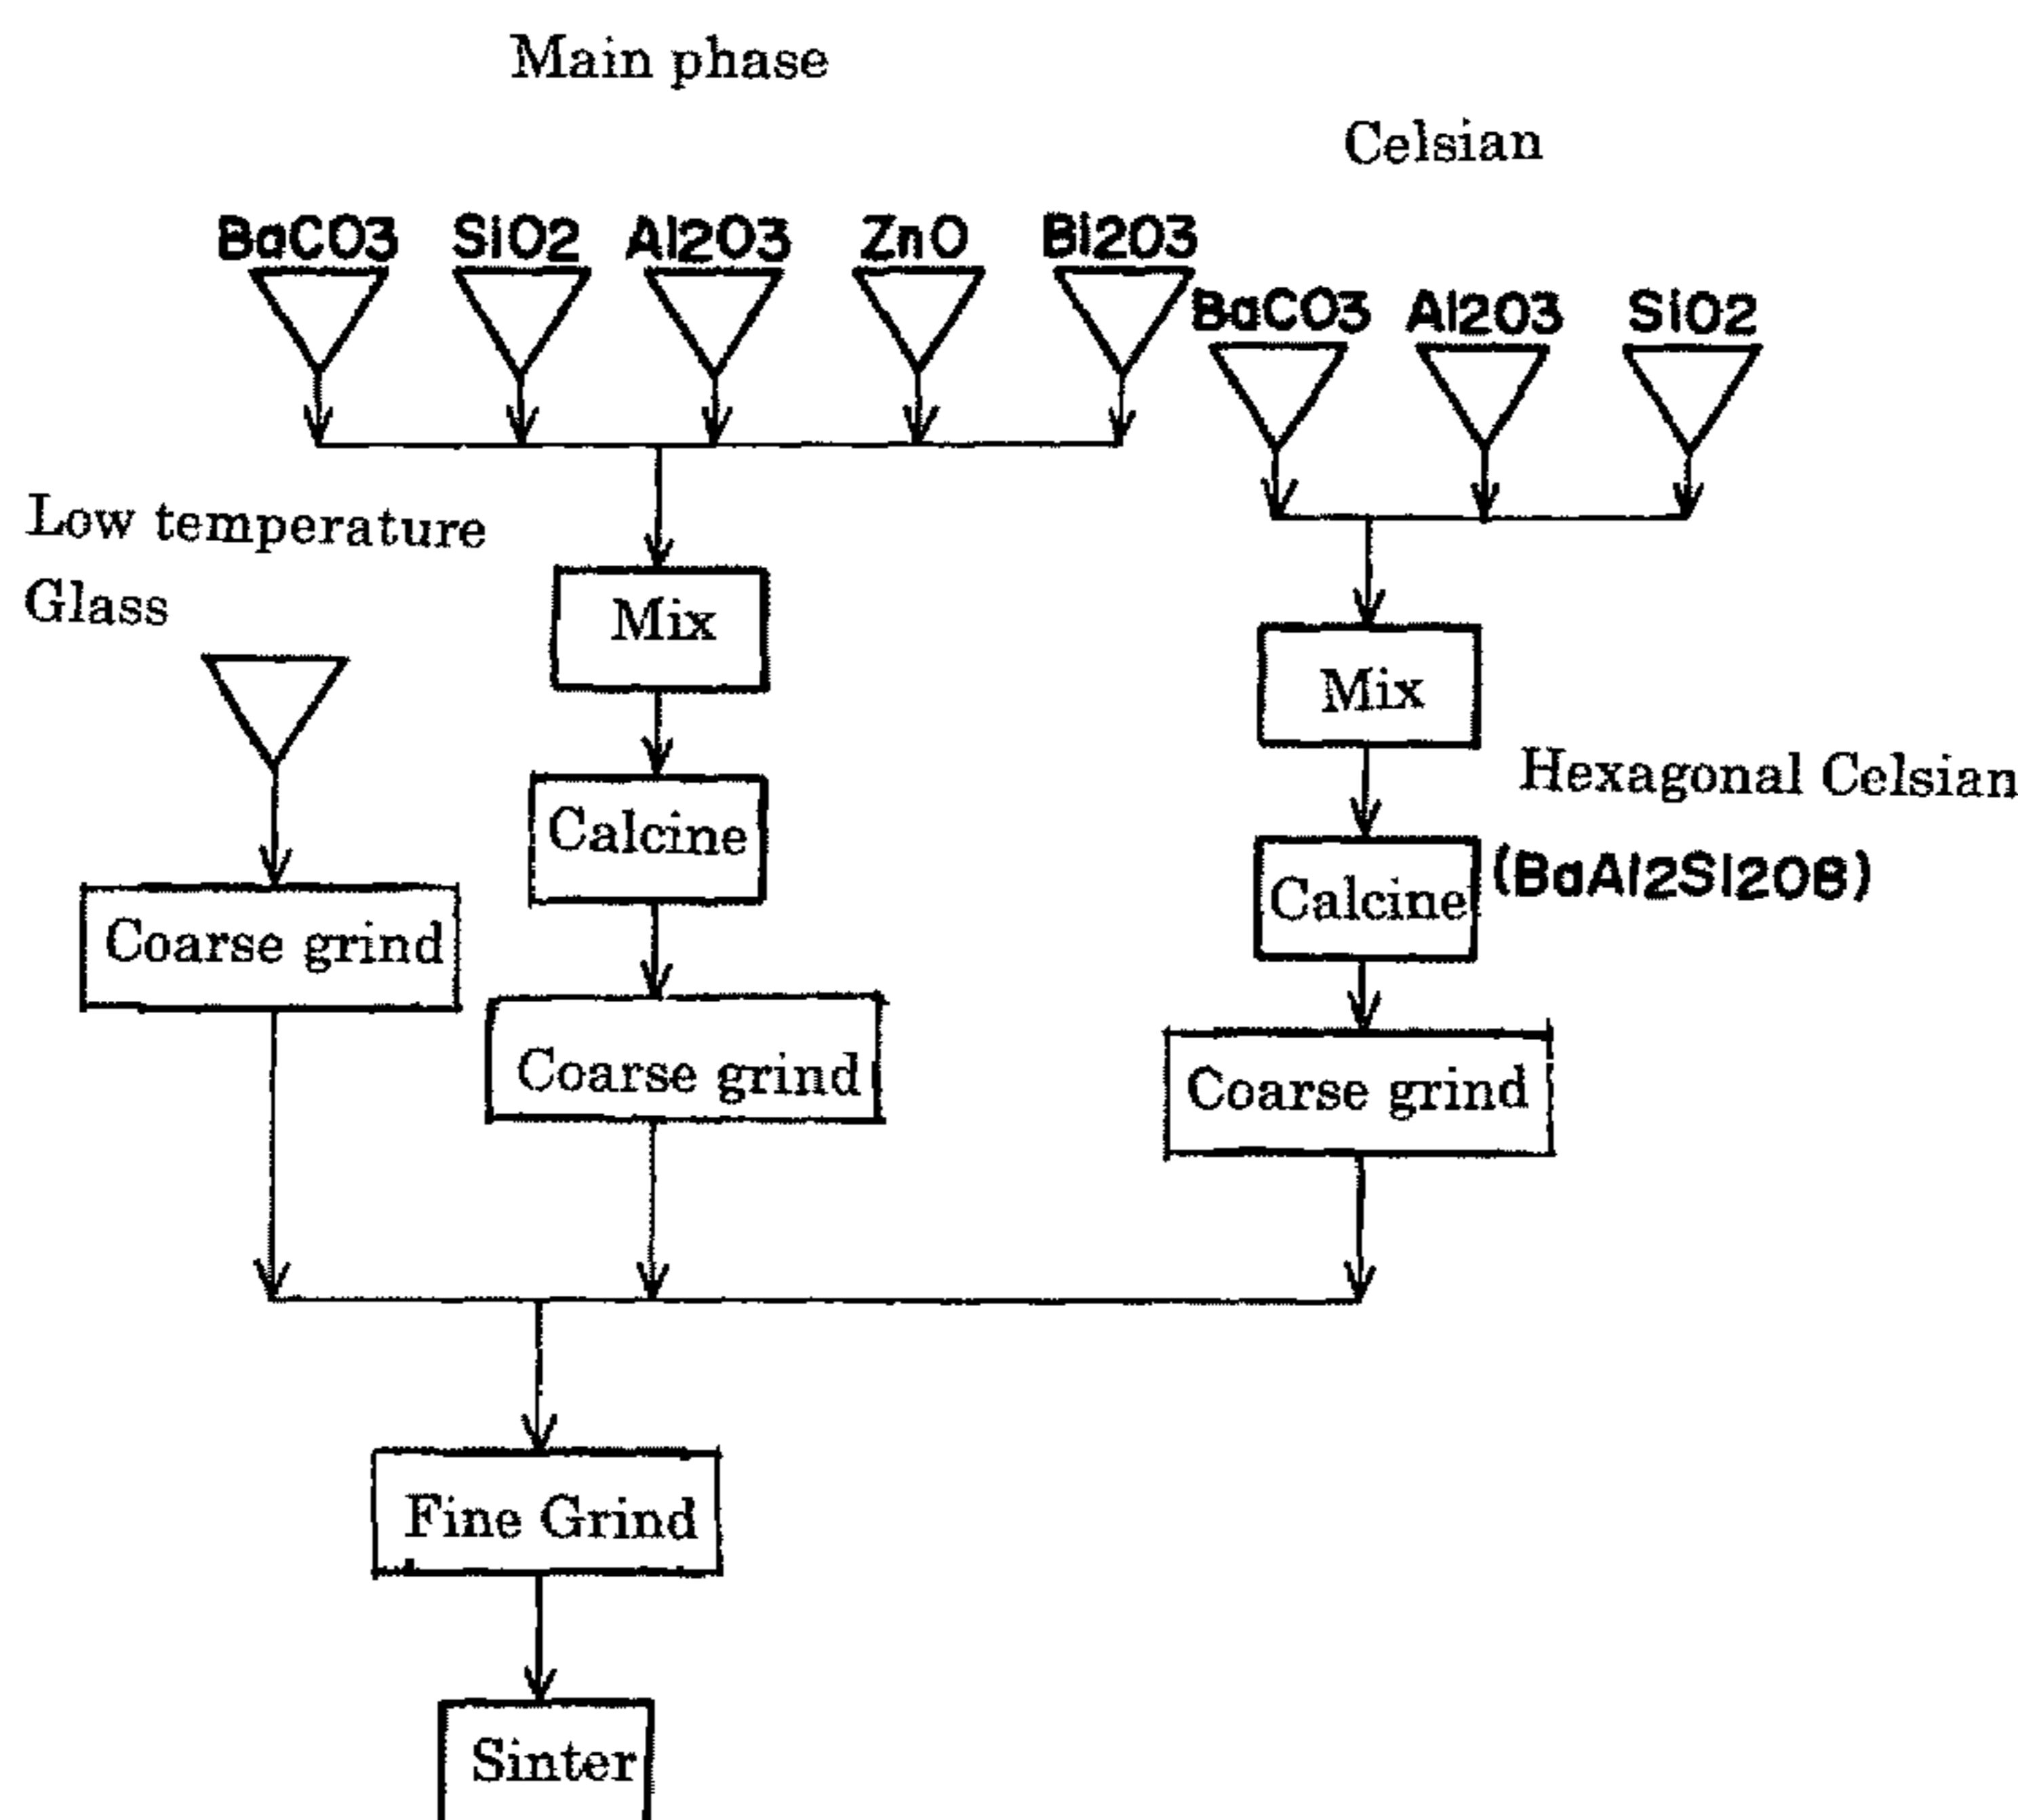 Main phase
Celsian
BaCO3 SiO2 Al2O3 ZnO Bi2O3
BaCO3 Al2O3 SiO2
Low temperature
Glass
Mix
Mix
Hexagonal Celsian
Calcine
Calcine (BaAl2Si2O8)
Coarse grind
Coarse grind
Coarse grind
Fine Grind
Sinter